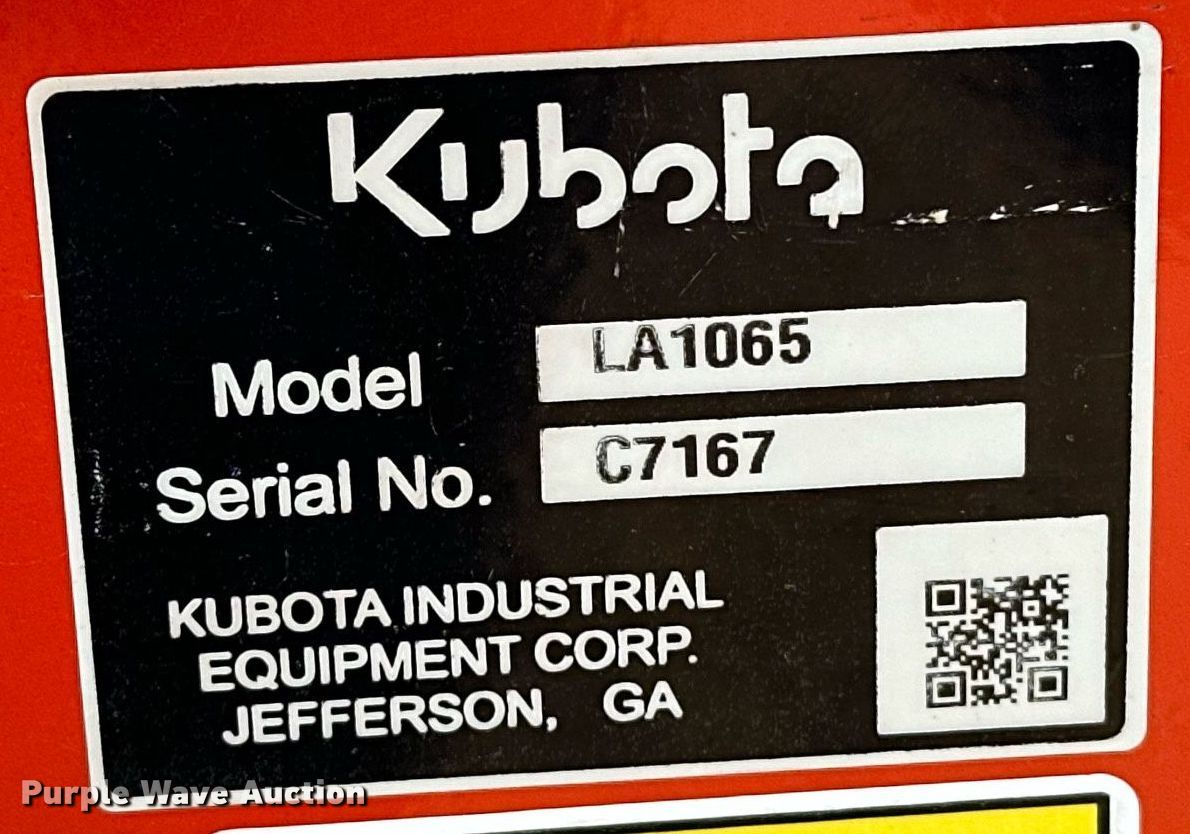 Kubota
Model LA1065
Serial No. C7167
KUBOTA INDUSTRIAL
EQUIPMENT CORP.
JEFFERSON, GA
Purple Wave Auction